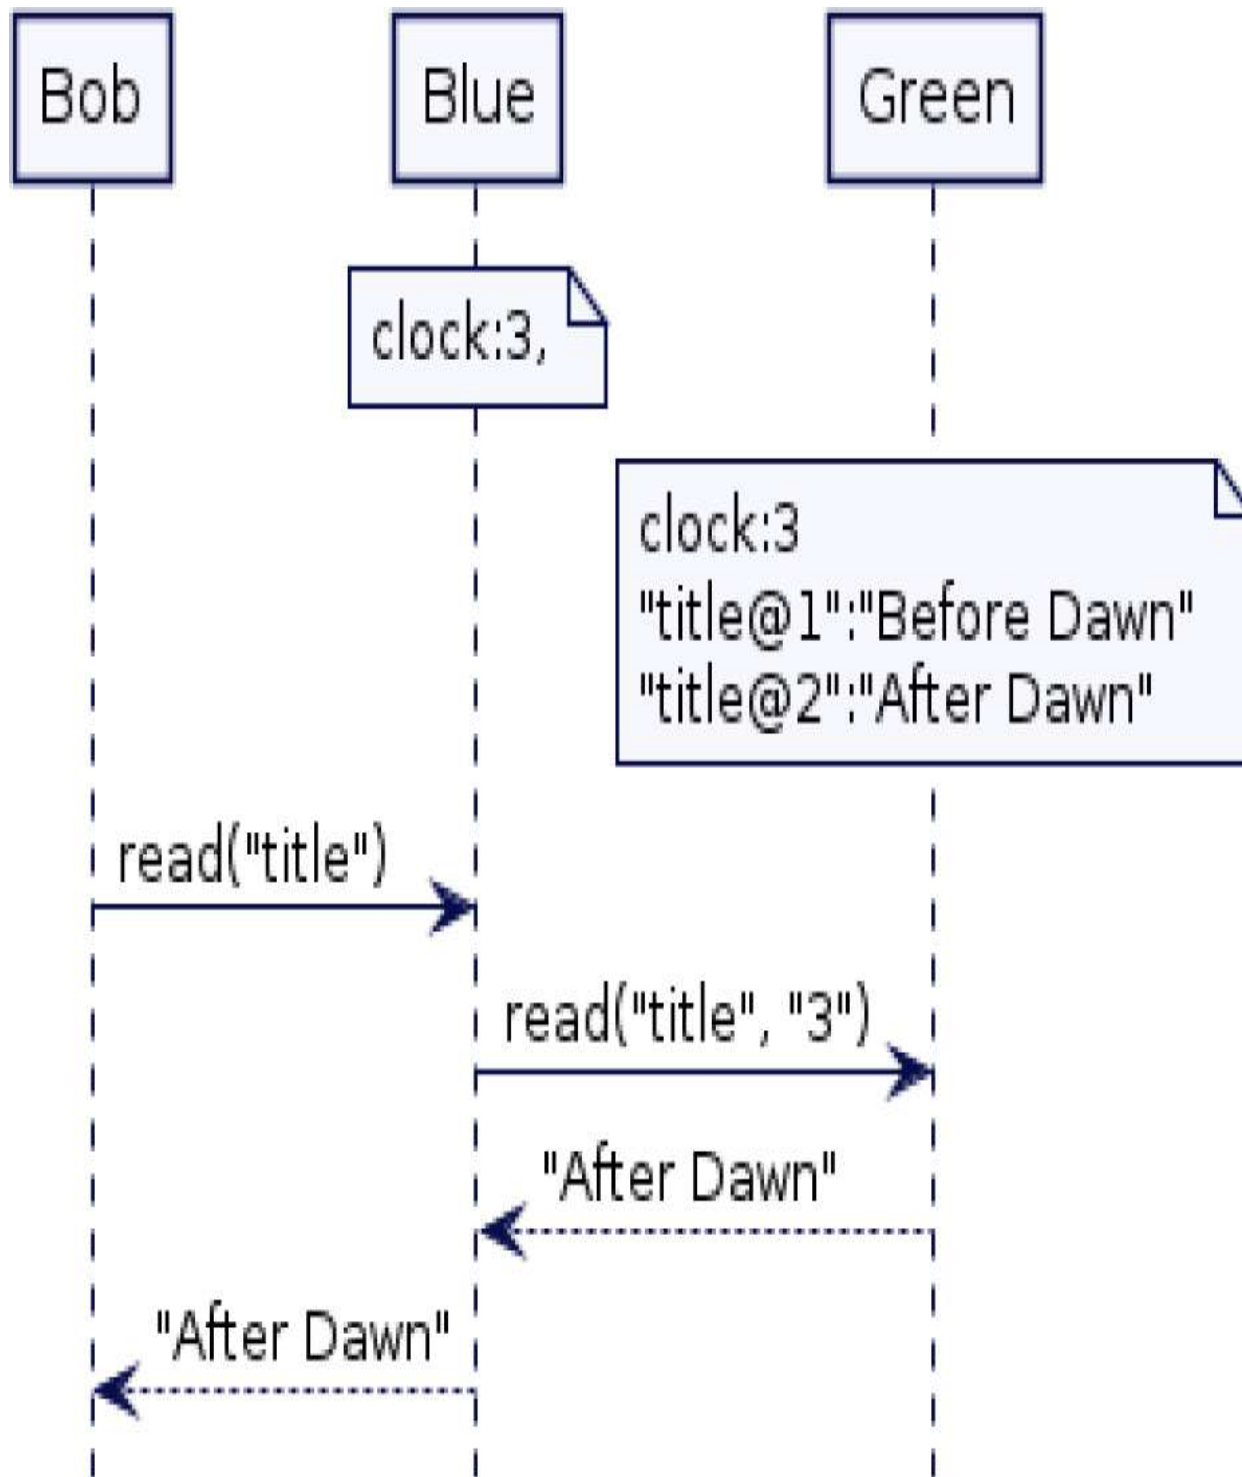 Bob
Blue
Green
clock:3,
clock:3
"title@1":"Before Dawn"
"title@2":"After Dawn"
read("title")
read("title", "3")
"After Dawn"
"After Dawn"